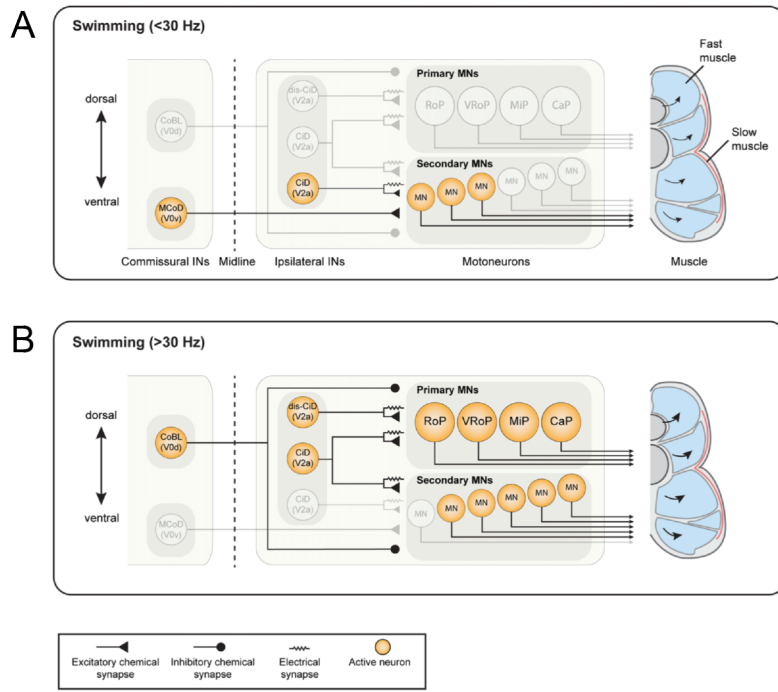 A
Swimming (<30 Hz)
dorsal
ventral
CoBL
(V0d)
MCoD
(V0v)
dis-CiD
(V2a)
CiD
(V2a)
CiD
(V2a)
Primary MNs
RoP
VRoP
MiP
CaP
Secondary MNs
MN
MN
MN
MN
MN
MN
Fast
muscle
Slow
muscle
Commissural INs
Midline
Ipsilateral INs
Motoneurons
Muscle
B
Swimming (>30 Hz)
dorsal
ventral
CoBL
(V0d)
MCoD
(V0v)
dis-CiD
(V2a)
CiD
(V2a)
CiD
(V2a)
Primary MNs
RoP
VRoP
MiP
CaP
Secondary MNs
MN
MN
MN
MN
MN
MN
Excitatory chemical
synapse
Inhibitory chemical
synapse
Electrical
synapse
Active neuron